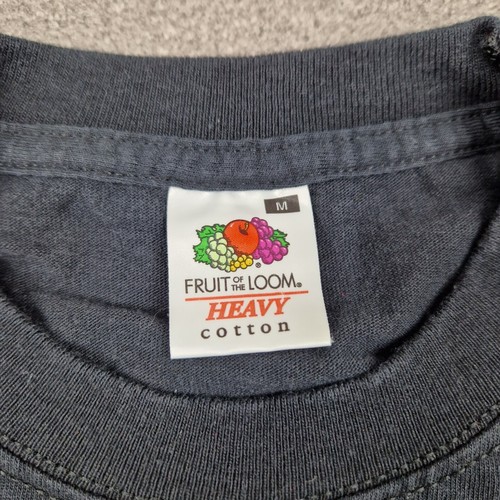 M
FRUIT OF THE LOOM®
HEAVY
cotton